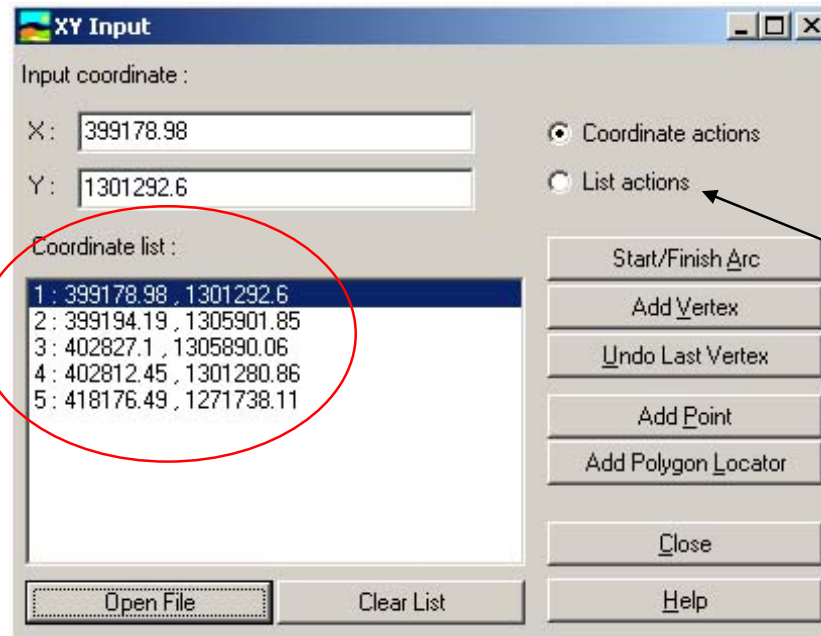 XY Input
Input coordinate :
X : 399178.98
Coordinate actions
Y : 1301292.6
List actions
Coordinate list :
1 : 399178.98 , 1301292.6
2 : 399194.19 , 1305901.85
3 : 402827.1 , 1305890.06
4 : 402812.45 , 1301280.86
5 : 418176.49 , 1271738.11
Start/Finish Arc
Add Vertex
Undo Last Vertex
Add Point
Add Polygon Locator
Close
Open File
Clear List
Help